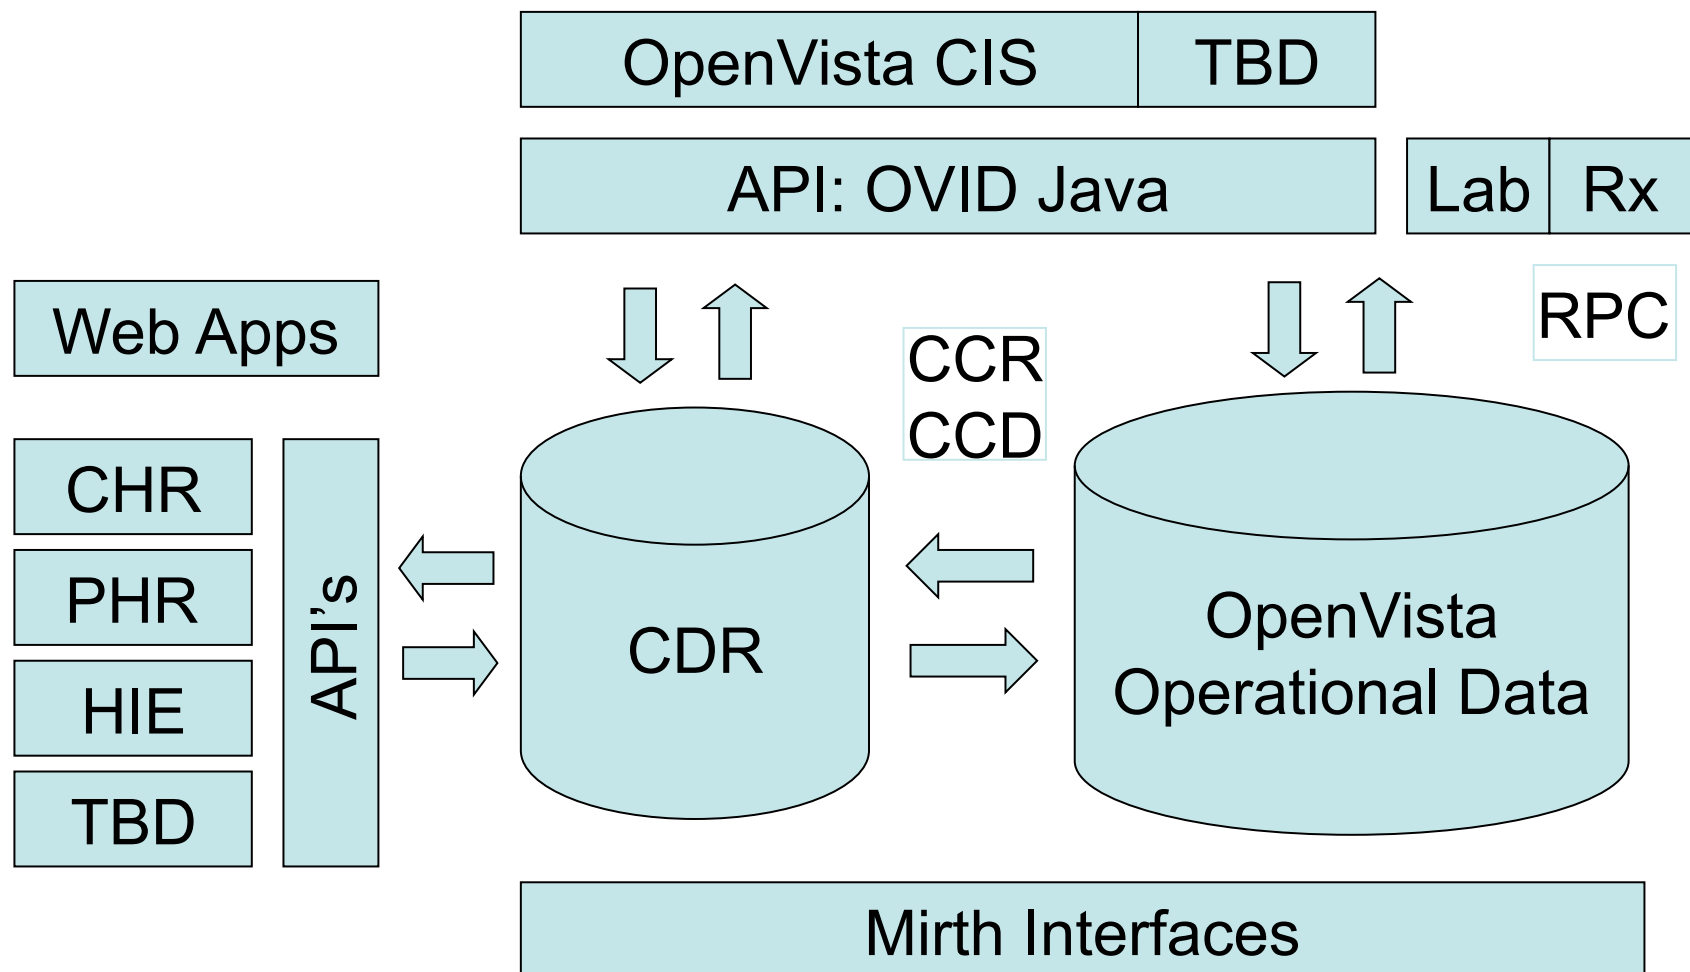 OpenVista CIS
TBD
API: OVID Java
Lab
Rx
RPC
Web Apps
CCR
CCD
CHR
PHR
HIE
TBD
API's
CDR
OpenVista
Operational Data
Mirth Interfaces